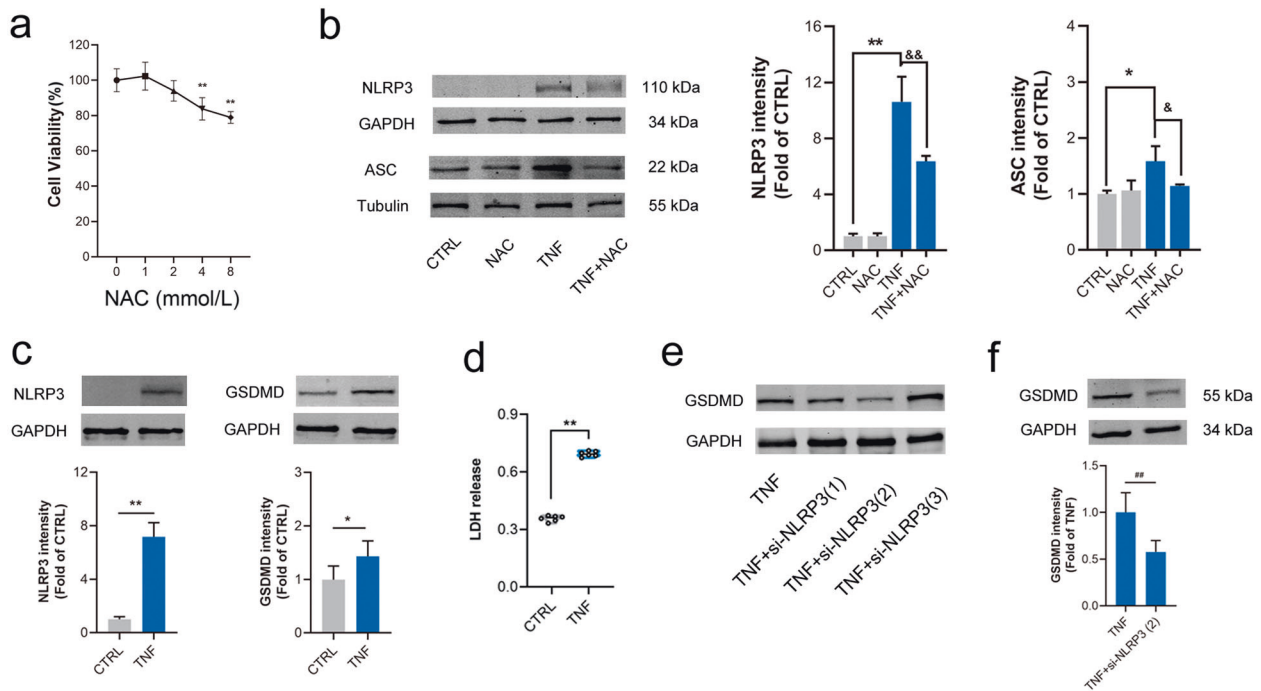 a
120
100
80
60
40
20
0
**
**
Cell Viability(%)
0 1 2 4 8
NAC (mmol/L)
b
NLRP3 110 kDa
GAPDH 34 kDa
ASC 22 kDa
Tubulin 55 kDa
CTRL
NAC
TNF
TNF+NAC
NLRP3 intensity
(Fold of CTRL)
16
12
8
4
0
**
&&
CTRL
NAC
TNF
TNF+NAC
ASC intensity
(Fold of CTRL)
4
3
2
1
0
*
&
CTRL
NAC
TNF
TNF+NAC
c
NLRP3
GAPDH
NLRP3 intensity
(Fold of CTRL)
12
8
4
0
**
CTRL
TNF
GSDMD
GAPDH
GSDMD intensity
(Fold of CTRL)
3
2
1
0
*
CTRL
TNF
d
LDH release
0.9
0.6
0.3
0.0
**
CTRL
TNF
e
GSDMD
GAPDH
TNF
TNF+si-NLRP3(1)
TNF+si-NLRP3(2)
TNF+si-NLRP3(3)
f
GSDMD 55 kDa
GAPDH 34 kDa
GSDMD intensity
(Fold of TNF)
1.5
1.0
0.5
0.0
##
TNF
TNF+si-NLRP3 (2)